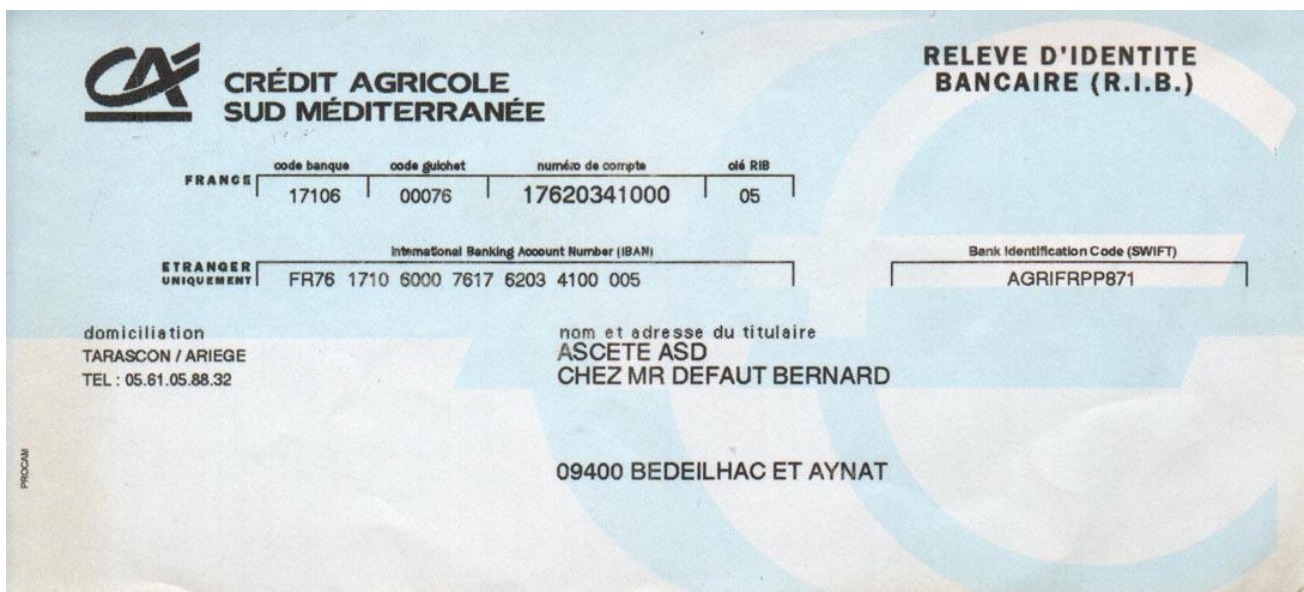 CA
CRÉDIT AGRICOLE
SUD MÉDITERRANÉE
RELEVE D'IDENTITE
BANCAIRE (R.I.B.)
code banque code guichet numéro de compte clé RIB
FRANCE 17106 00076 17620341000 05
International Banking Account Number (IBAN) Bank Identification Code (SWIFT)
ETRANGER
UNIQUEMENT FR76 1710 6000 7617 6203 4100 005 AGRIFRPP871
domiciliation
TARASCON / ARIEGE
TEL : 05.61.05.88.32
nom et adresse du titulaire
ASCETE ASD
CHEZ MR DEFAUT BERNARD
09400 BEDEILHAC ET AYNAT
PROCAM